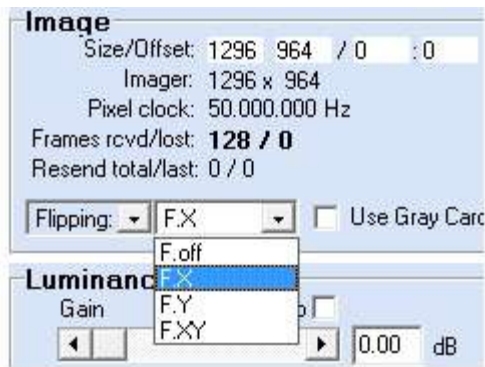 Image
Size/Offset: 1296 964 / 0 : 0
Imager: 1296 x 964
Pixel clock: 50.000.000 Hz
Frames rcvd/lost: 128 / 0
Resend total/last: 0 / 0
Flipping: F.X Use Gray Card
F.off
F.X
F.Y
F.XY
Luminanc
Gain
0.00 dB